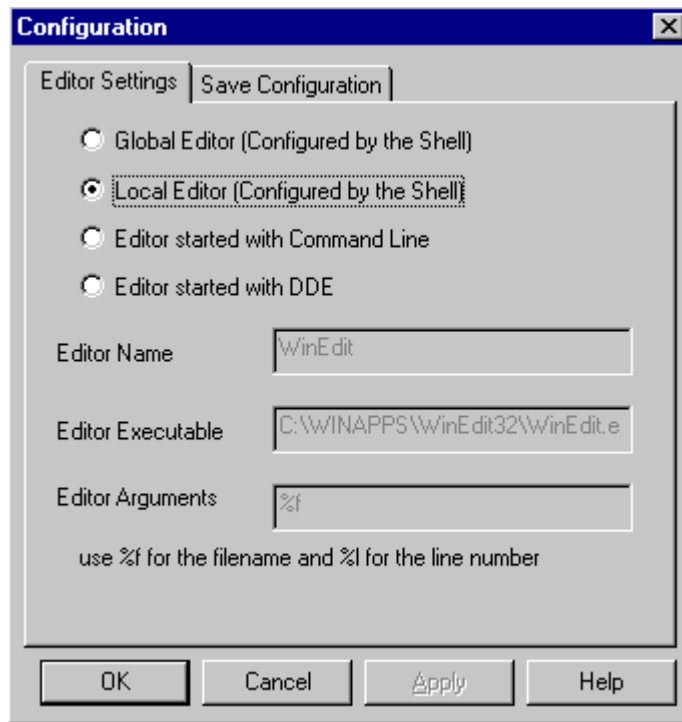 Configuration
Editor Settings Save Configuration
Global Editor (Configured by the Shell)
Local Editor (Configured by the Shell)
Editor started with Command Line
Editor started with DDE
Editor Name WinEdit
Editor Executable C:\WINAPPS\WinEdit32\WinEdit.e
Editor Arguments %f
use %f for the filename and %l for the line number
OK Cancel Apply Help